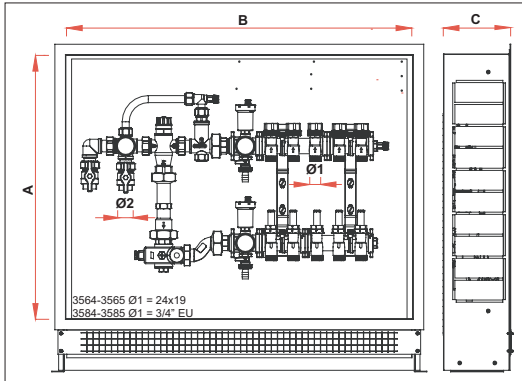 B
C
A
Ø1
Ø2
3564-3565 Ø1 = 24x19
3584-3585 Ø1 = 3/4" EU